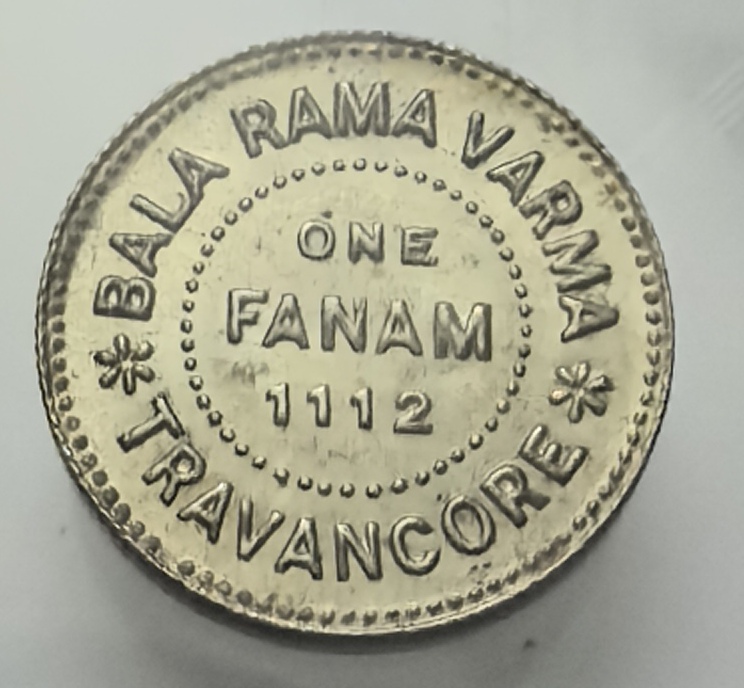 BALA RAMA VARMA
ONE
FANAM
1112
TRAVANCORE